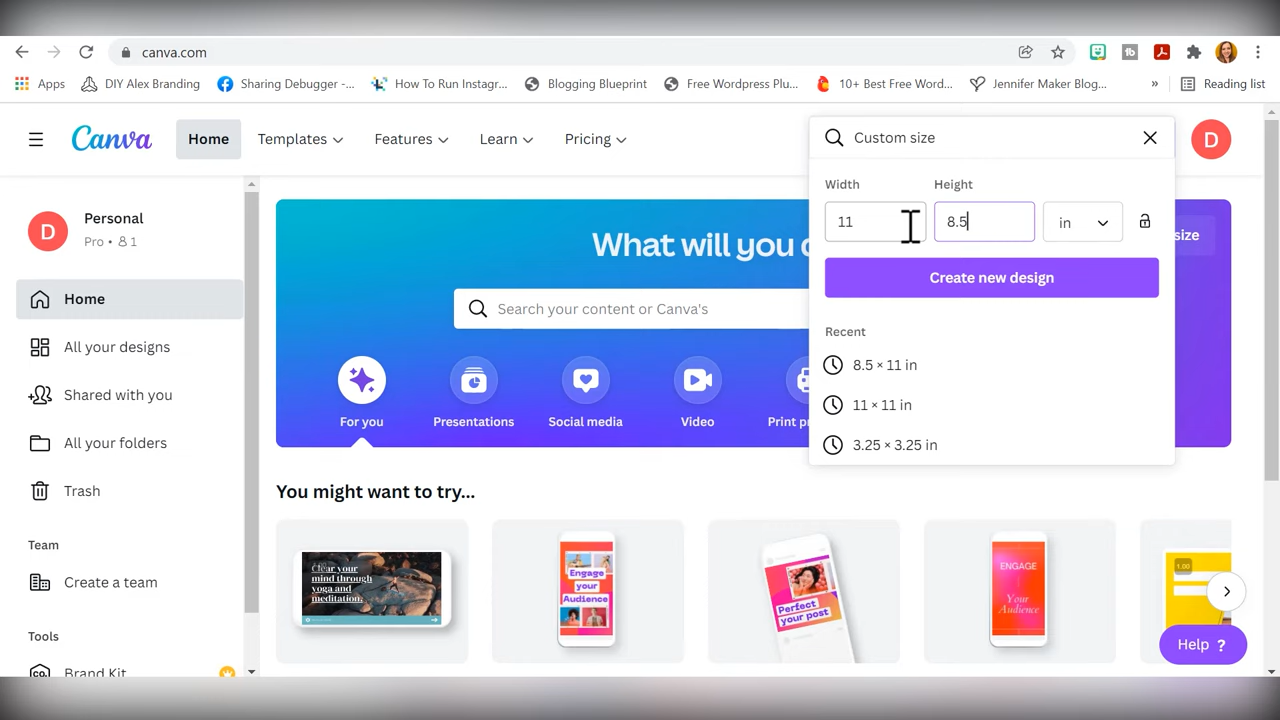 canva.com
Apps
DIY Alex Branding
Sharing Debugger -...
How To Run Instagr...
Blogging Blueprint
Free Wordpress Plu...
10+ Best Free Word...
Jennifer Maker Blog...
»
Reading list
Canva
Home
Templates
Features
Learn
Pricing
Custom size
D
D
Personal
Pro • 1
Width
Height
11
8.5
in
Create new design
What will you d
size
Search your content or Canva's
Recent
8.5 × 11 in
11 × 11 in
3.25 × 3.25 in
For you
Presentations
Social media
Video
Print pr
Home
All your designs
Shared with you
All your folders
Trash
Team
Create a team
Tools
Brand Kit
You might want to try...
Clear your
mind through
yoga and
meditation.
Engage
your
Audience
Perfect
your post
ENGAGE
Your
Audience
1.00
Help ?